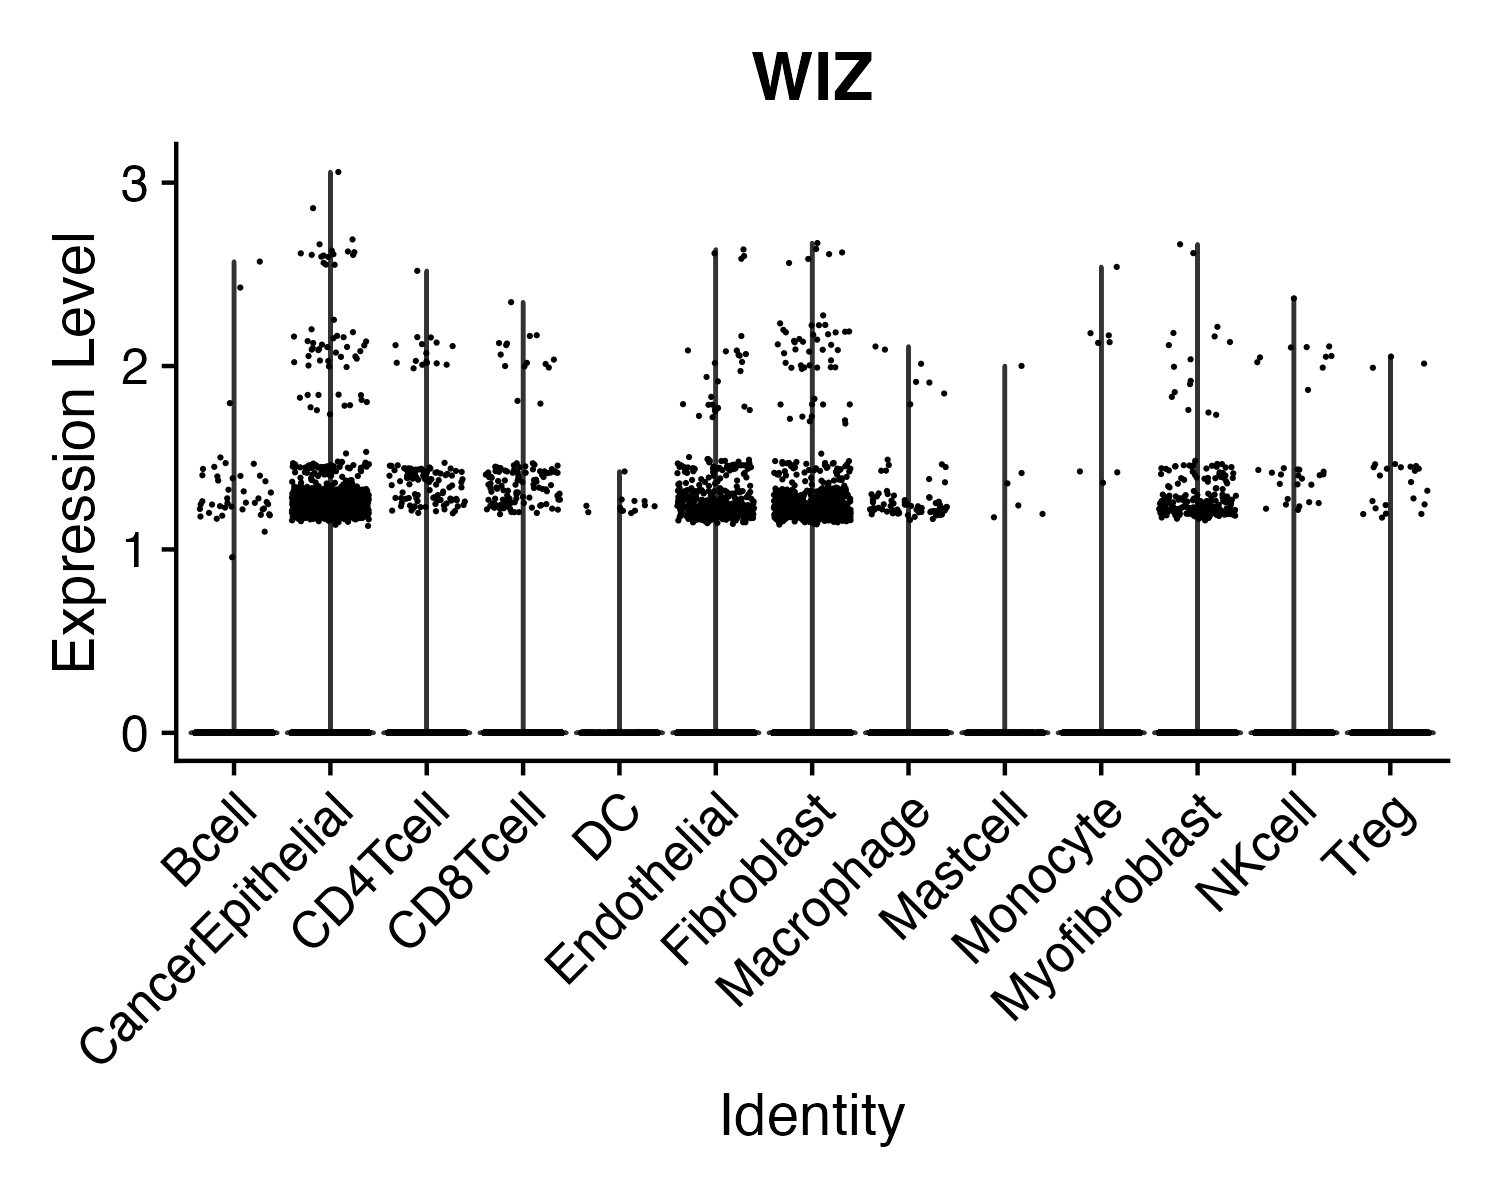 WIZ
Expression Level
3
2
1
0
Bcell
CancerEpithelial
CD4Tcell
CD8Tcell
DC
Endothelial
Fibroblast
Macrophage
Mastcell
Monocyte
Myofibroblast
NKcell
Treg
Identity